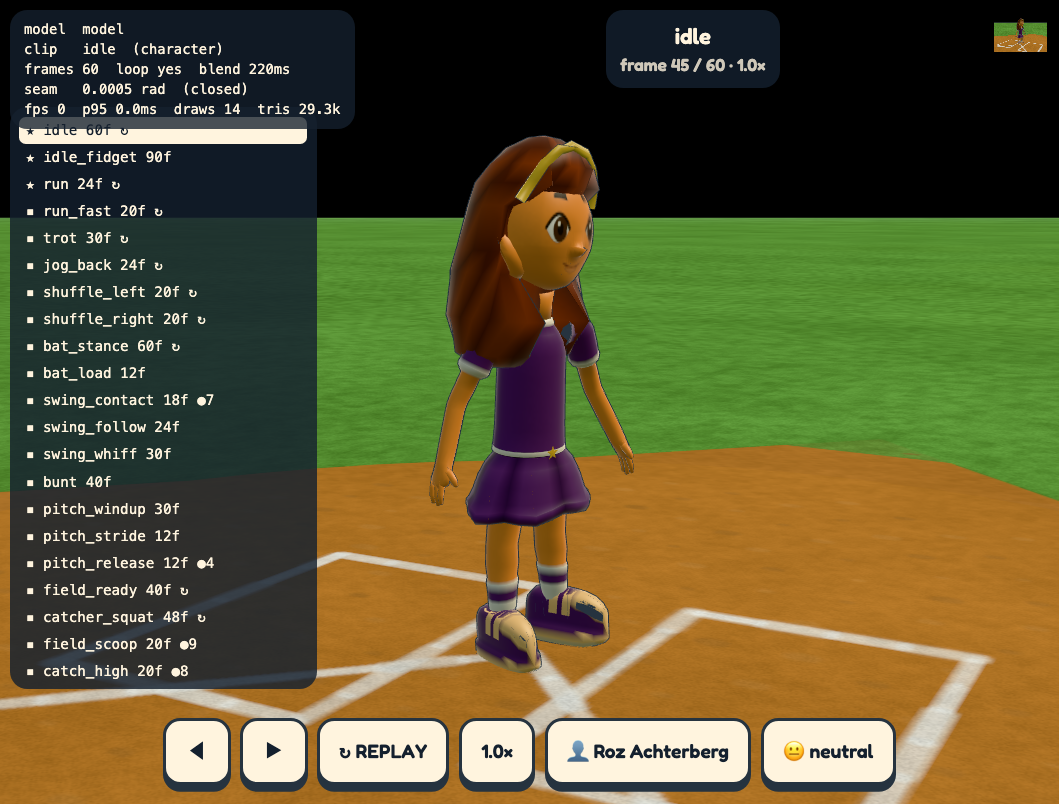 model  model
clip   idle  (character)
frames 60  loop yes  blend 220ms
seam   0.0005 rad  (closed)
fps 0  p95 0.0ms  draws 14  tris 29.3k
★ idle 60f ↻
★ idle_fidget 90f
★ run 24f ↻
▪ run_fast 20f ↻
▪ trot 30f ↻
▪ jog_back 24f ↻
▪ shuffle_left 20f ↻
▪ shuffle_right 20f ↻
▪ bat_stance 60f ↻
▪ bat_load 12f
▪ swing_contact 18f ●7
▪ swing_follow 24f
▪ swing_whiff 30f
▪ bunt 40f
▪ pitch_windup 30f
▪ pitch_stride 12f
▪ pitch_release 12f ●4
▪ field_ready 40f ↻
▪ catcher_squat 48f ↻
▪ field_scoop 20f ●9
▪ catch_high 20f ●8
idle
frame 45 / 60 · 1.0×
◀ ▶ ↻ REPLAY 1.0× 👤 Roz Achterberg 😐 neutral